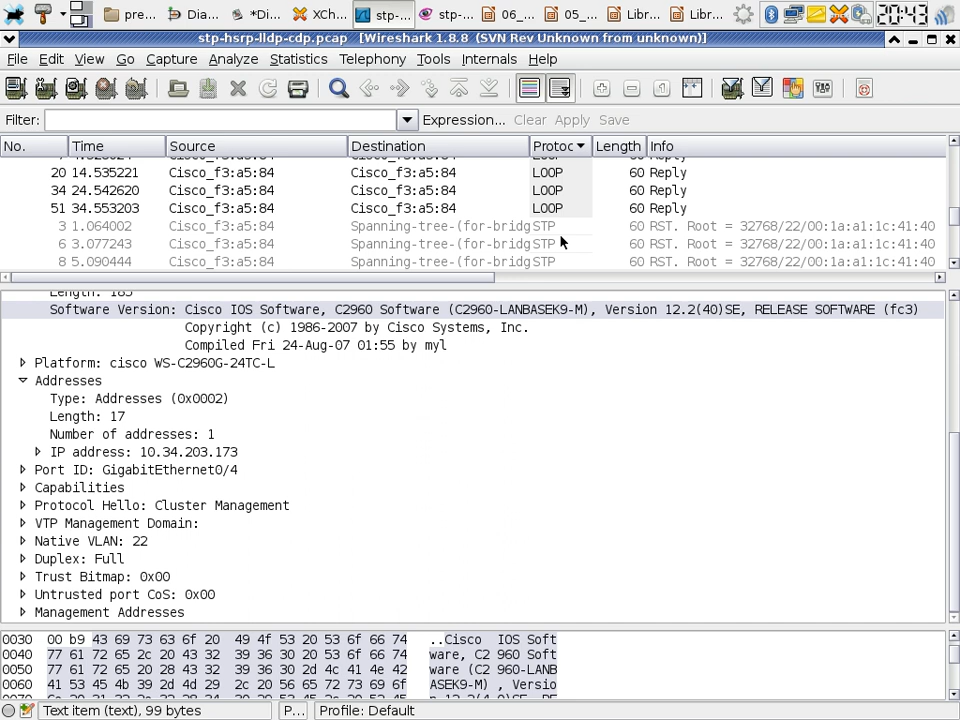 pre... Dia... *Di... XCh... stp-... stp-... 06_... 05_... Libr... Libr... 20:43
stp-hsrp-lldp-cdp.pcap [Wireshark 1.8.8 (SVN Rev Unknown from unknown)]
File Edit View Go Capture Analyze Statistics Telephony Tools Internals Help
Filter: Expression... Clear Apply Save
No. Time Source Destination Protoc Length Info
20 14.535221 Cisco_f3:a5:84 Cisco_f3:a5:84 LOOP 60 Reply
34 24.542620 Cisco_f3:a5:84 Cisco_f3:a5:84 LOOP 60 Reply
51 34.553203 Cisco_f3:a5:84 Cisco_f3:a5:84 LOOP 60 Reply
3 1.064002 Cisco_f3:a5:84 Spanning-tree-(for-bridg STP 60 RST. Root = 32768/22/00:1a:a1:1c:41:40
6 3.077243 Cisco_f3:a5:84 Spanning-tree-(for-bridg STP 60 RST. Root = 32768/22/00:1a:a1:1c:41:40
8 5.090444 Cisco_f3:a5:84 Spanning-tree-(for-bridg STP 60 RST. Root = 32768/22/00:1a:a1:1c:41:40
Length: 185
Software Version: Cisco IOS Software, C2960 Software (C2960-LANBASEK9-M), Version 12.2(40)SE, RELEASE SOFTWARE (fc3)
Copyright (c) 1986-2007 by Cisco Systems, Inc.
Compiled Fri 24-Aug-07 01:55 by myl
Platform: cisco WS-C2960G-24TC-L
Addresses
Type: Addresses (0x0002)
Length: 17
Number of addresses: 1
IP address: 10.34.203.173
Port ID: GigabitEthernet0/4
Capabilities
Protocol Hello: Cluster Management
VTP Management Domain:
Native VLAN: 22
Duplex: Full
Trust Bitmap: 0x00
Untrusted port CoS: 0x00
Management Addresses
0030 00 b9 43 69 73 63 6f 20 49 4f 53 20 53 6f 66 74 ..Cisco IOS Soft
0040 77 61 72 65 2c 20 43 32 39 36 30 20 53 6f 66 74 ware, C2 960 Soft
0050 77 61 72 65 20 28 43 32 39 36 30 2d 4c 41 4e 42 ware (C2 960-LANB
0060 41 53 45 4b 39 2d 4d 29 2c 20 56 65 72 73 69 6f ASEK9-M) , Versio
Text item (text), 99 bytes P... Profile: Default